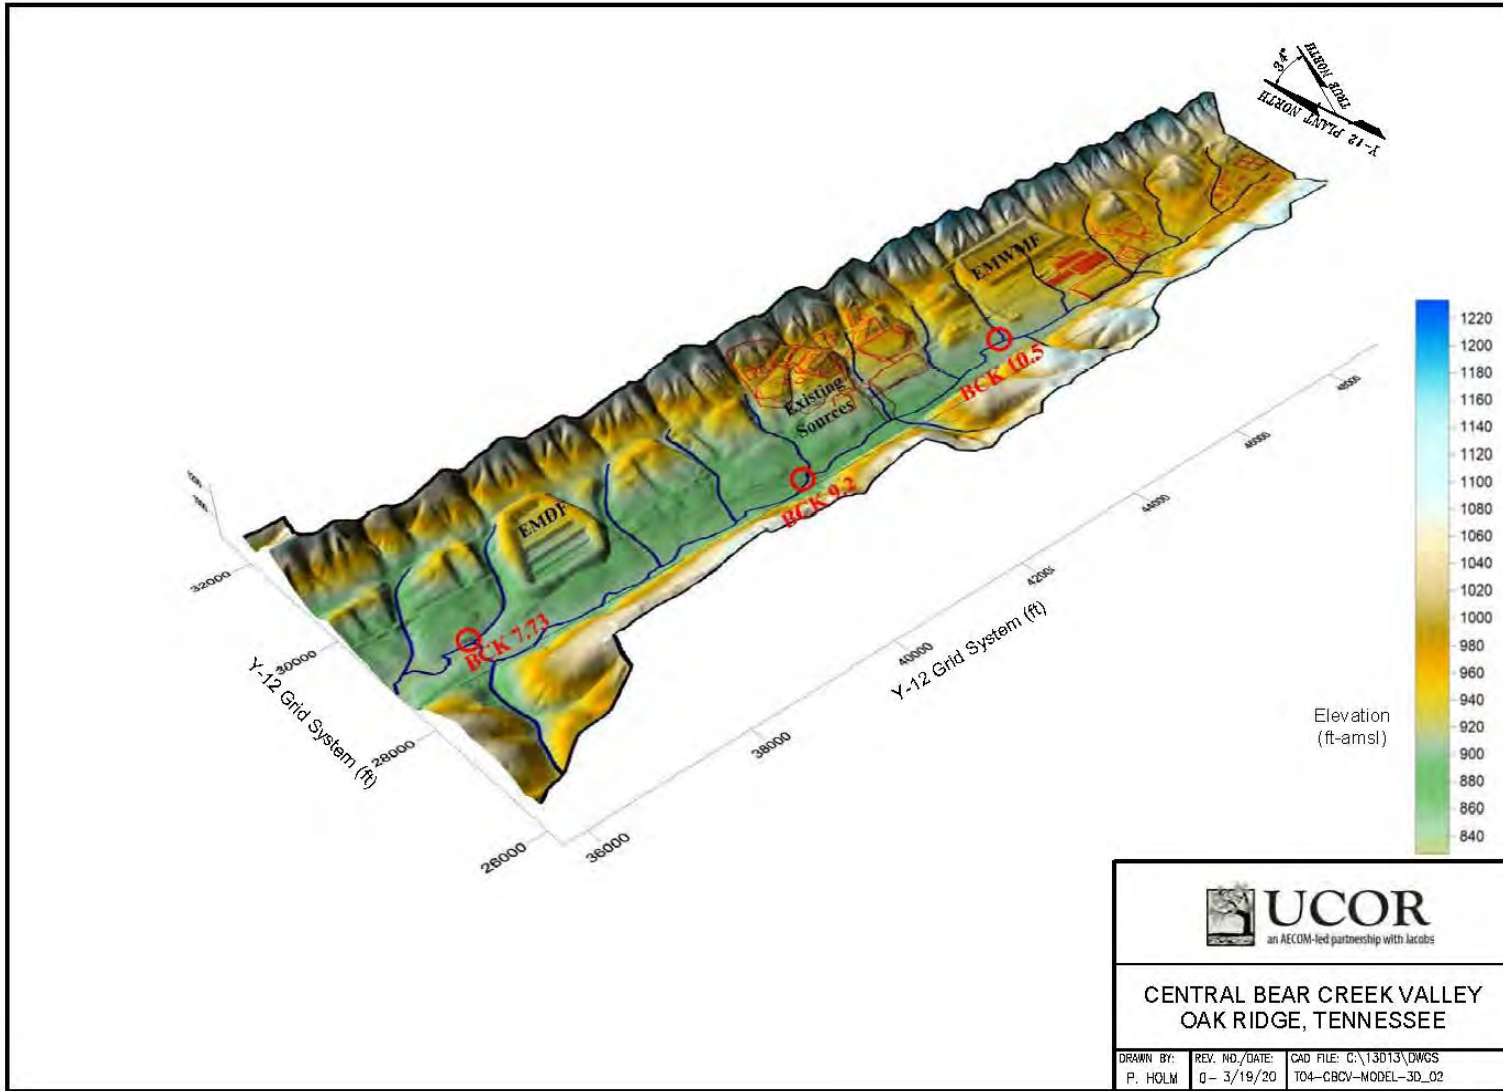 34°
TRUE NORTH
Y-12 PLANT NORTH
EMWMF
BCK 10.5
Existing
Sources
BCK 9.2
EMDF
BCK 7.73
32000
30000
28000
26000
Y-12 Grid System (ft)
36000
38000
40000
4200
44000
46000
48000
Y-12 Grid System (ft)
Elevation
(ft-amsl)
1220
1200
1180
1160
1140
1120
1100
1080
1060
1040
1020
1000
980
960
940
920
900
880
860
840
UCOR
an AECOM-led partnership with Jacobs
CENTRAL BEAR CREEK VALLEY
OAK RIDGE, TENNESSEE
DRAWN BY:
P. HOLM
REV. NO./DATE:
0- 3/19/20
CAD FILE: C:\13D13\DWGS
T04-CBCV-MODEL-3D_02